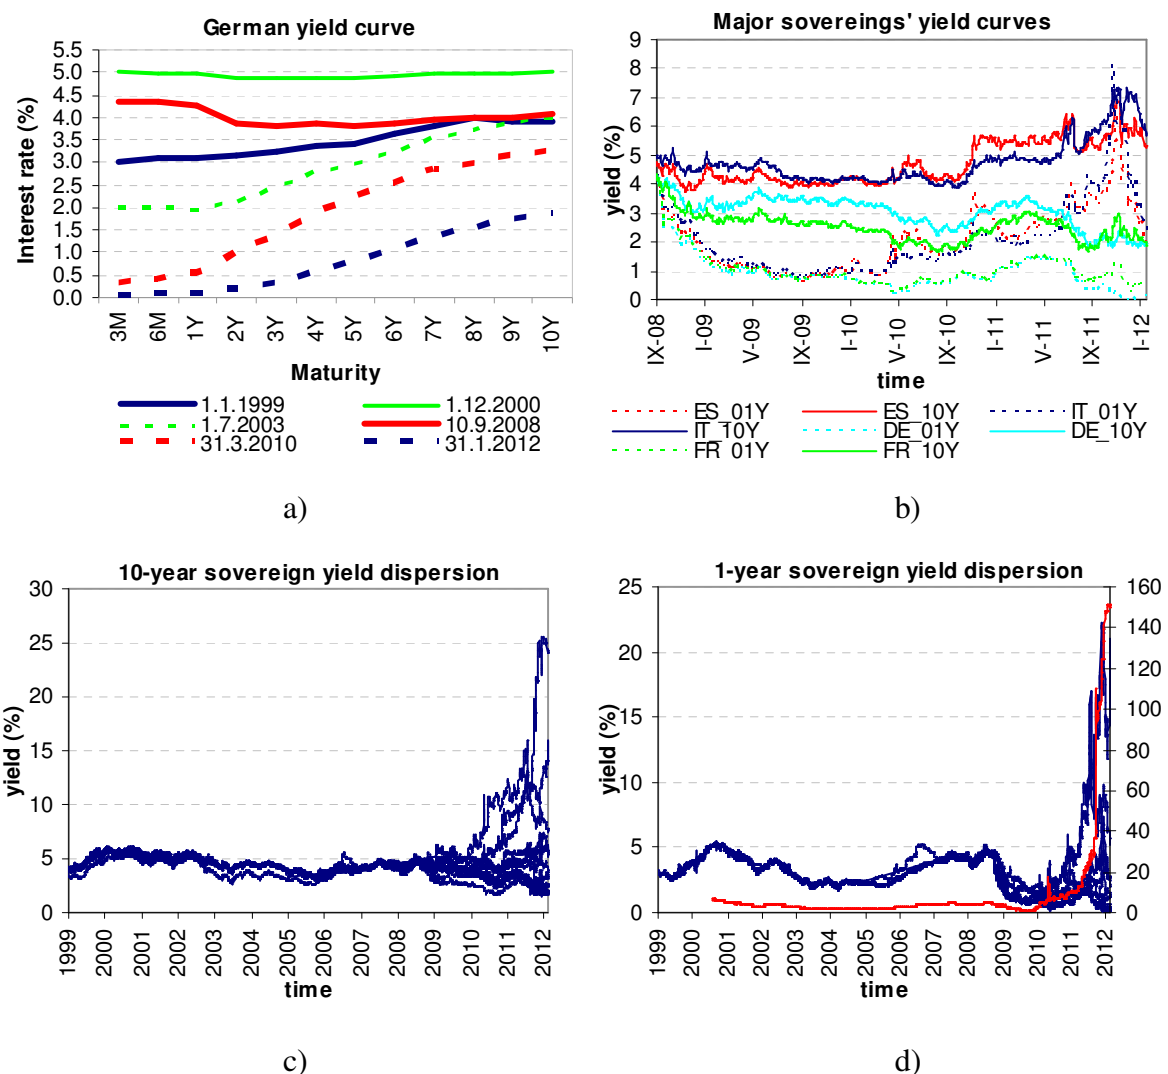 German yield curve
Interest rate (%)
5.5
5.0
4.5
4.0
3.5
3.0
2.5
2.0
1.5
1.0
0.5
0.0
3M 6M 1Y 2Y 3Y 4Y 5Y 6Y 7Y 8Y 9Y 10Y
Maturity
1.1.1999 1.12.2000
1.7.2003 10.9.2008
31.3.2010 31.1.2012
a)
Major sovereings' yield curves
yield (%)
9
8
7
6
5
4
3
2
1
0
IX-08 I-09 V-09 IX-09 I-10 V-10 IX-10 I-11 V-11 IX-11 I-12
time
ES_01Y ES_10Y IT_01Y
IT_10Y DE_01Y DE_10Y
FR_01Y FR_10Y
b)
10-year sovereign yield dispersion
yield (%)
30
25
20
15
10
5
0
1999 2000 2001 2002 2003 2004 2005 2006 2007 2008 2009 2010 2011 2012
time
c)
1-year sovereign yield dispersion
yield (%)
25
20
15
10
5
0
160
140
120
100
80
60
40
20
0
1999 2000 2001 2002 2003 2004 2005 2006 2007 2008 2009 2010 2011 2012
time
d)